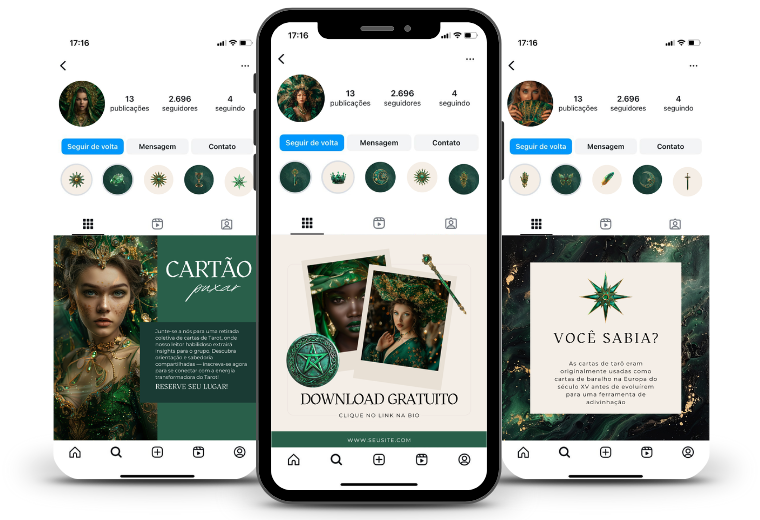 17:16
13
2.696
4
publicações
seguidores
seguindo
Seguir de volta
Mensagem
Contato
CARTÃO
puxar
Junte-se a nós para uma retirada
coletiva de cartas de Tarot, onde
nosso leitor habilidoso extrairá
insights para o grupo. Descubra
orientação e sabedoria
compartilhadas — inscreva-se agora
para se conectar com a energia
transformadora do Tarot!
RESERVE SEU LUGAR!
17:16
13
2.696
4
publicações
seguidores
seguindo
Seguir de volta
Mensagem
Contato
DOWNLOAD GRATUITO
CLIQUE NO LINK NA BIO
WWW.SEUSITE.COM
17:16
13
2.696
4
publicações
seguidores
seguindo
Seguir de volta
Mensagem
Contato
VOCÊ SABIA?
As cartas de tarô eram
originalmente usadas como
cartas de baralho na Europa do
século XV antes de evoluírem
para uma ferramenta de
adivinhação